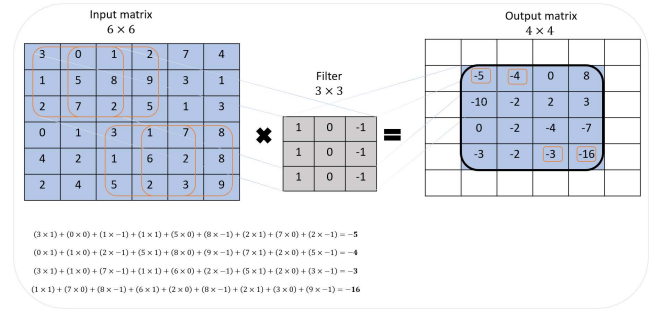 Input matrix
6 × 6
3 0 1 2 7 4
1 5 8 9 3 1
2 7 2 5 1 3
0 1 3 1 7 8
4 2 1 6 2 8
2 4 5 2 3 9
✖
Filter
3 × 3
1 0 -1
1 0 -1
1 0 -1
=
Output matrix
4 × 4
-5 -4 0 8
-10 -2 2 3
0 -2 -4 -7
-3 -2 -3 -16
(3 × 1) + (0 × 0) + (1 × −1) + (1 × 1) + (5 × 0) + (8 × −1) + (2 × 1) + (7 × 0) + (2 × −1) = −5
(0 × 1) + (1 × 0) + (2 × −1) + (5 × 1) + (8 × 0) + (9 × −1) + (7 × 1) + (2 × 0) + (5 × −1) = −4
(3 × 1) + (1 × 0) + (7 × −1) + (1 × 1) + (6 × 0) + (2 × −1) + (5 × 1) + (2 × 0) + (3 × −1) = −3
(1 × 1) + (7 × 0) + (8 × −1) + (6 × 1) + (2 × 0) + (8 × −1) + (2 × 1) + (3 × 0) + (9 × −1) = −16